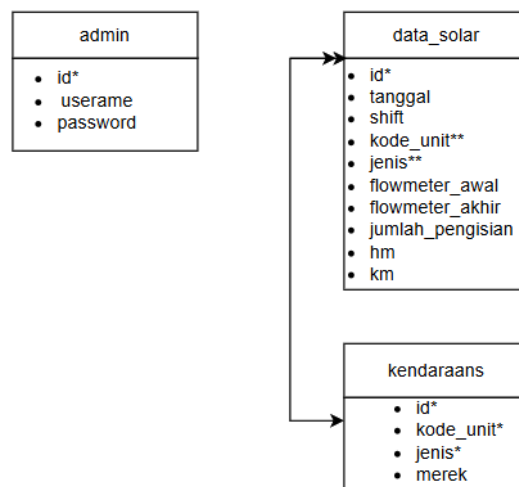 admin
id*
userame
password
data_solar
id*
tanggal
shift
kode_unit**
jenis**
flowmeter_awal
flowmeter_akhir
jumlah_pengisian
hm
km
kendaraans
id*
kode_unit*
jenis*
merek